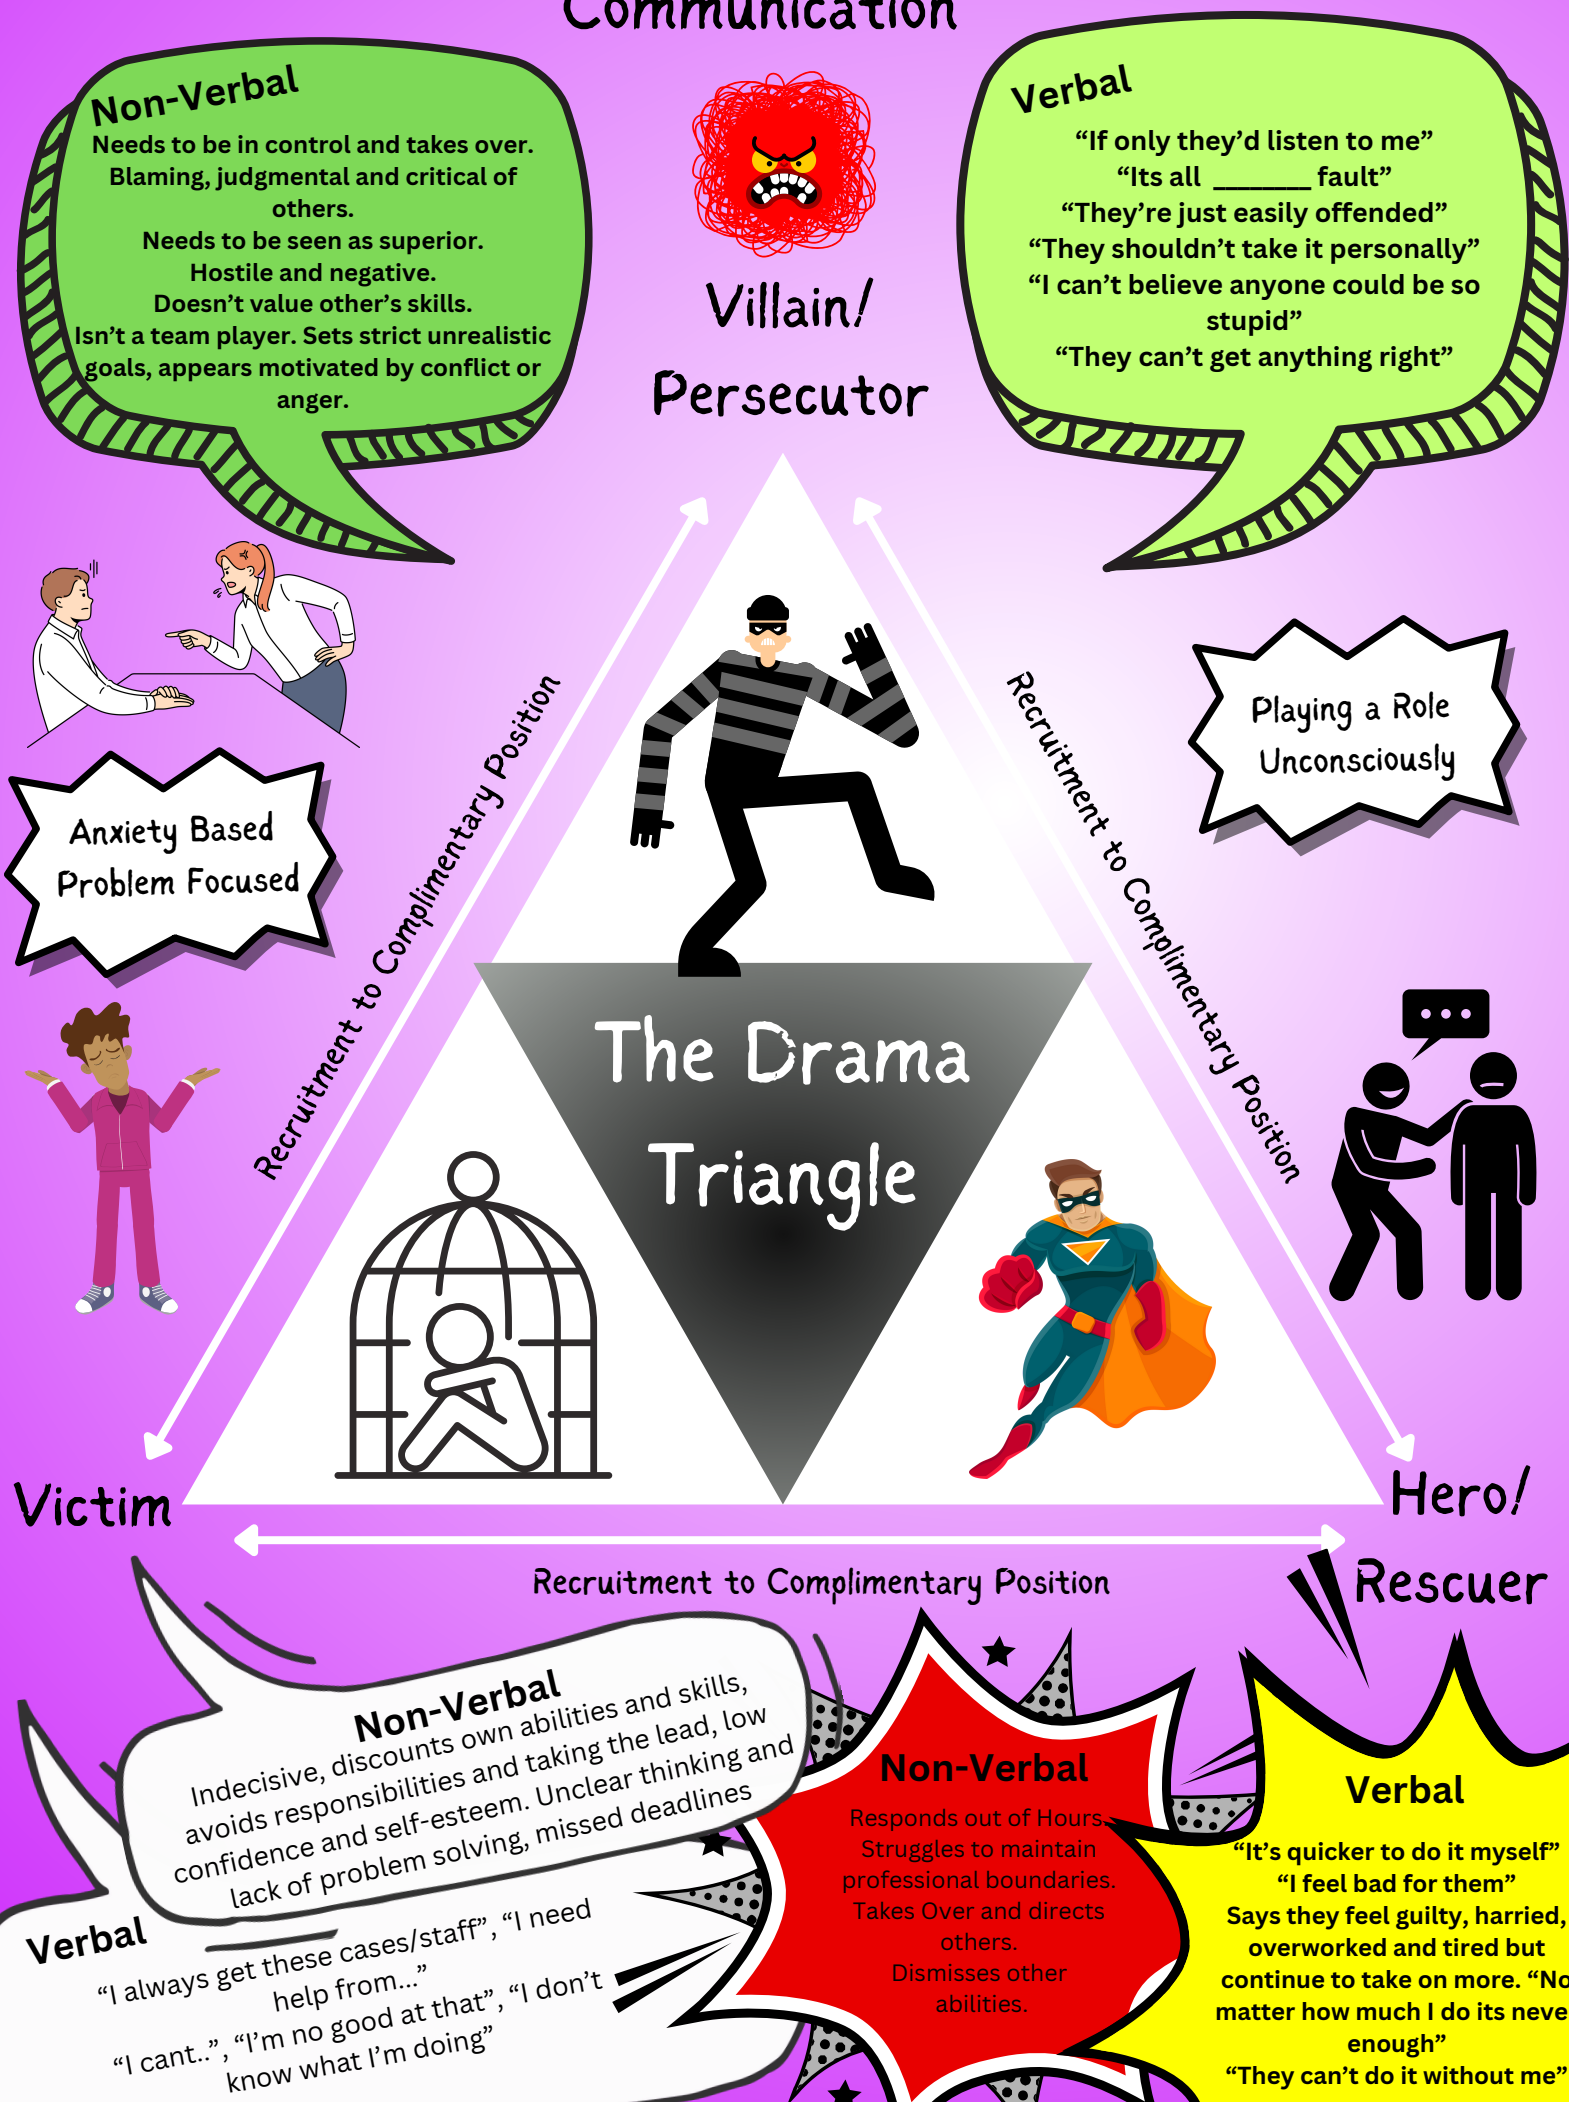 Communication
Non-Verbal
Needs to be in control and takes over.
Blaming, judgmental and critical of
others.
Needs to be seen as superior.
Hostile and negative.
Doesn't value other's skills.
Isn't a team player. Sets strict unrealistic
goals, appears motivated by conflict or
anger.
Verbal
“If only they'd listen to me”
“Its all ________ fault”
“They're just easily offended”
“They shouldn't take it personally”
“I can't believe anyone could be so
stupid”
“They can't get anything right”
Villain/
Persecutor
Recruitment to Complimentary Position
Recruitment to Complimentary Position
Playing a Role
Unconsciously
Anxiety Based
Problem Focused
The Drama
Triangle
Victim
Hero/
Rescuer
Recruitment to Complimentary Position
Non-Verbal
Indecisive, discounts own abilities and skills,
avoids responsibilities and taking the lead, low
confidence and self-esteem. Unclear thinking and
lack of problem solving, missed deadlines
Verbal
“I always get these cases/staff”, “I need
help from...”
“I cant..”, “I'm no good at that”, “I don't
know what I'm doing”
Non-Verbal
Responds out of Hours.
Struggles to maintain
professional boundaries.
Takes Over and directs
others.
Dismisses other
abilities.
Verbal
“It's quicker to do it myself”
“I feel bad for them”
Says they feel guilty, harried,
overworked and tired but
continue to take on more. “No
matter how much I do its neve
enough”
“They can't do it without me”